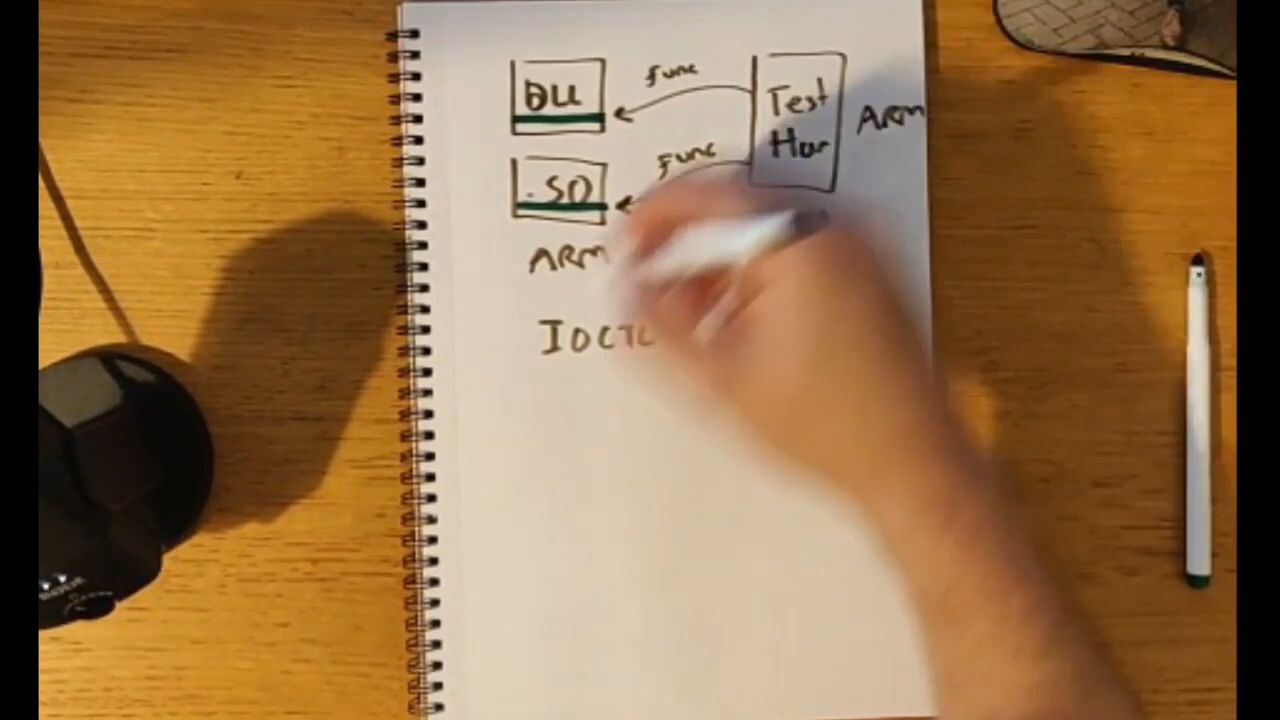 DLL
func
Test
Har
ARM
.SO
func
ARM
IOCTL